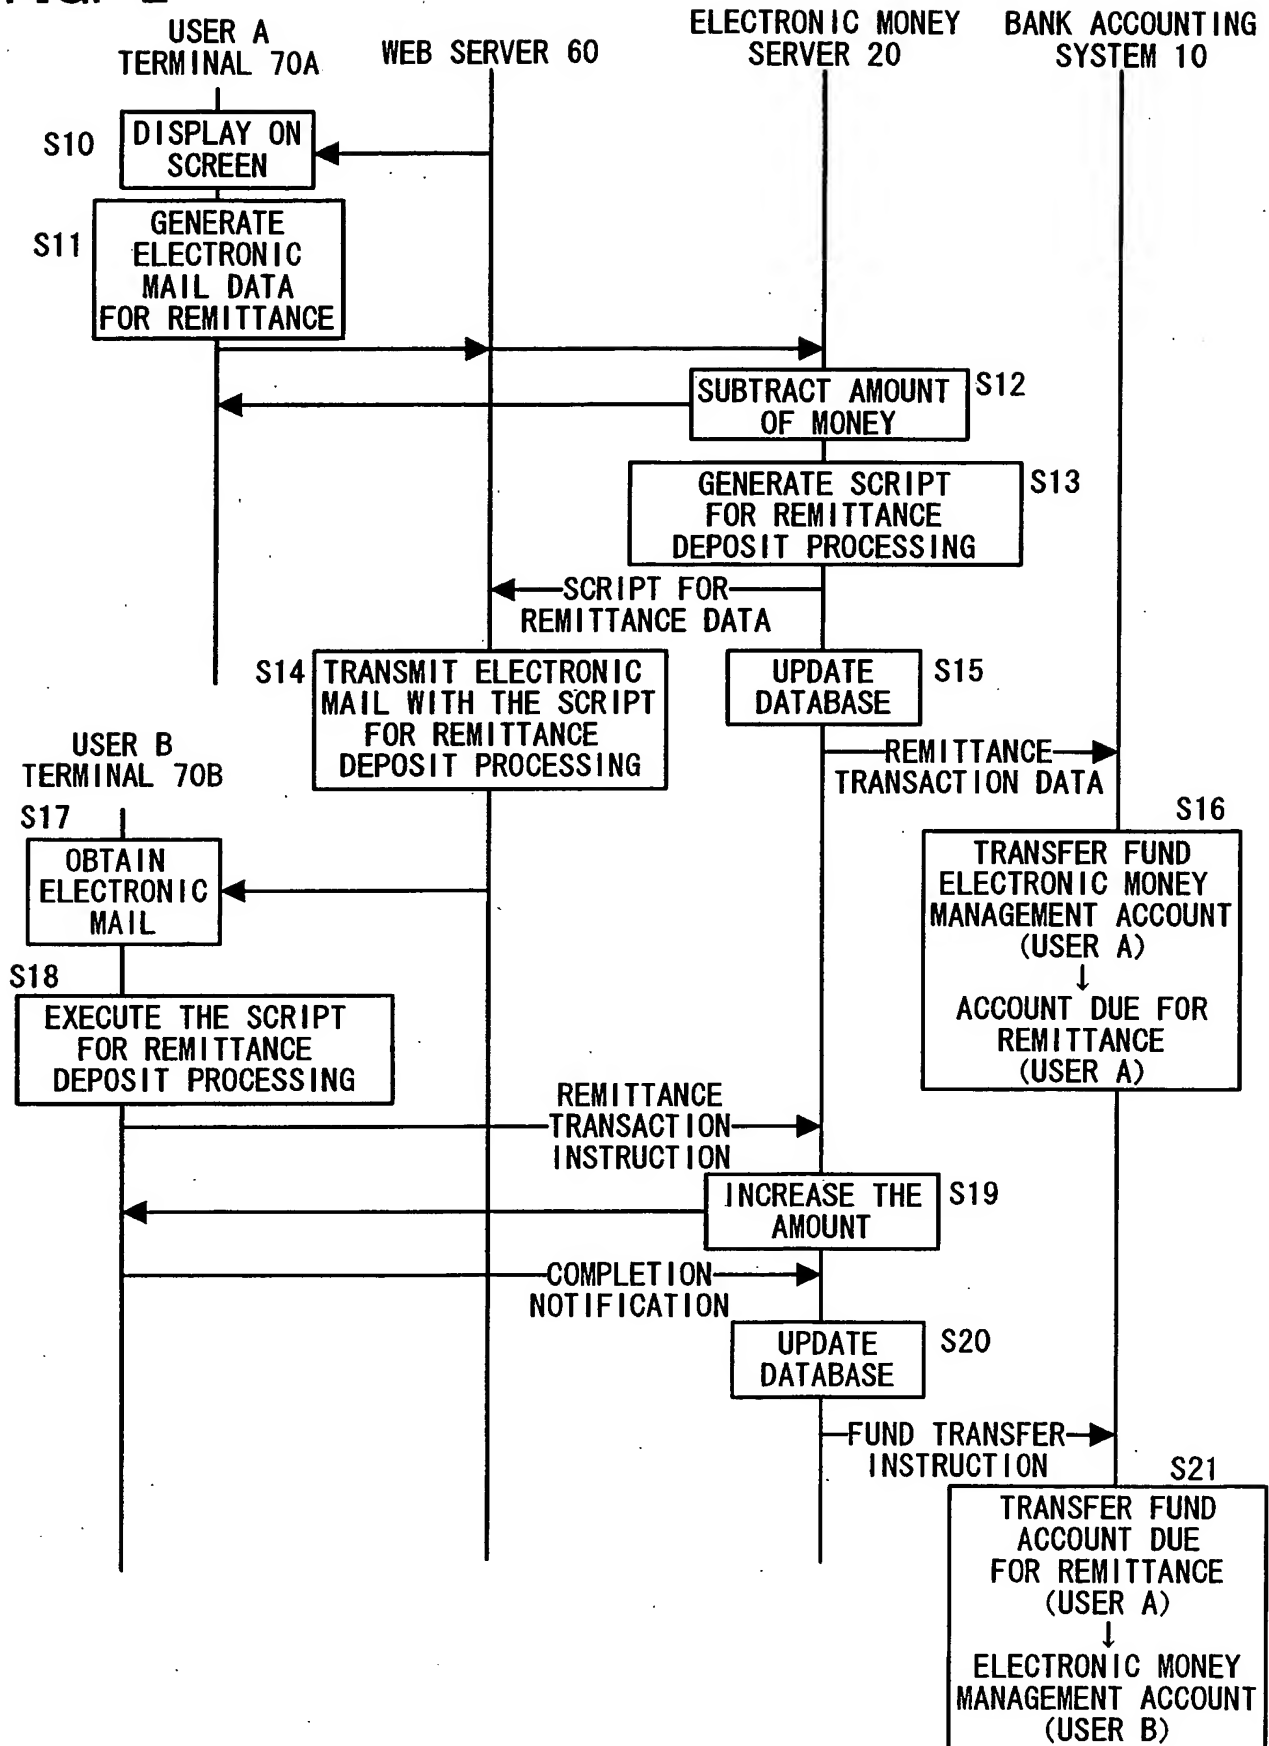 USER A
TERMINAL 70A
WEB SERVER 60
ELECTRONIC MONEY
SERVER 20
BANK ACCOUNTING
SYSTEM 10
S10
DISPLAY ON
SCREEN
S11
GENERATE
ELECTRONIC
MAIL DATA
FOR REMITTANCE
SUBTRACT AMOUNT
OF MONEY
S12
GENERATE SCRIPT
FOR REMITTANCE
DEPOSIT PROCESSING
S13
SCRIPT FOR
REMITTANCE DATA
S14
TRANSMIT ELECTRONIC
MAIL WITH THE SCRIPT
FOR REMITTANCE
DEPOSIT PROCESSING
UPDATE
DATABASE
S15
REMITTANCE
TRANSACTION DATA
USER B
TERMINAL 70B
S16
TRANSFER FUND
ELECTRONIC MONEY
MANAGEMENT ACCOUNT
(USER A)
↓
ACCOUNT DUE FOR
REMITTANCE
(USER A)
S17
OBTAIN
ELECTRONIC
MAIL
S18
EXECUTE THE SCRIPT
FOR REMITTANCE
DEPOSIT PROCESSING
REMITTANCE
TRANSACTION
INSTRUCTION
INCREASE THE
AMOUNT
S19
COMPLETION
NOTIFICATION
UPDATE
DATABASE
S20
FUND TRANSFER
INSTRUCTION
S21
TRANSFER FUND
ACCOUNT DUE
FOR REMITTANCE
(USER A)
↓
ELECTRONIC MONEY
MANAGEMENT ACCOUNT
(USER B)